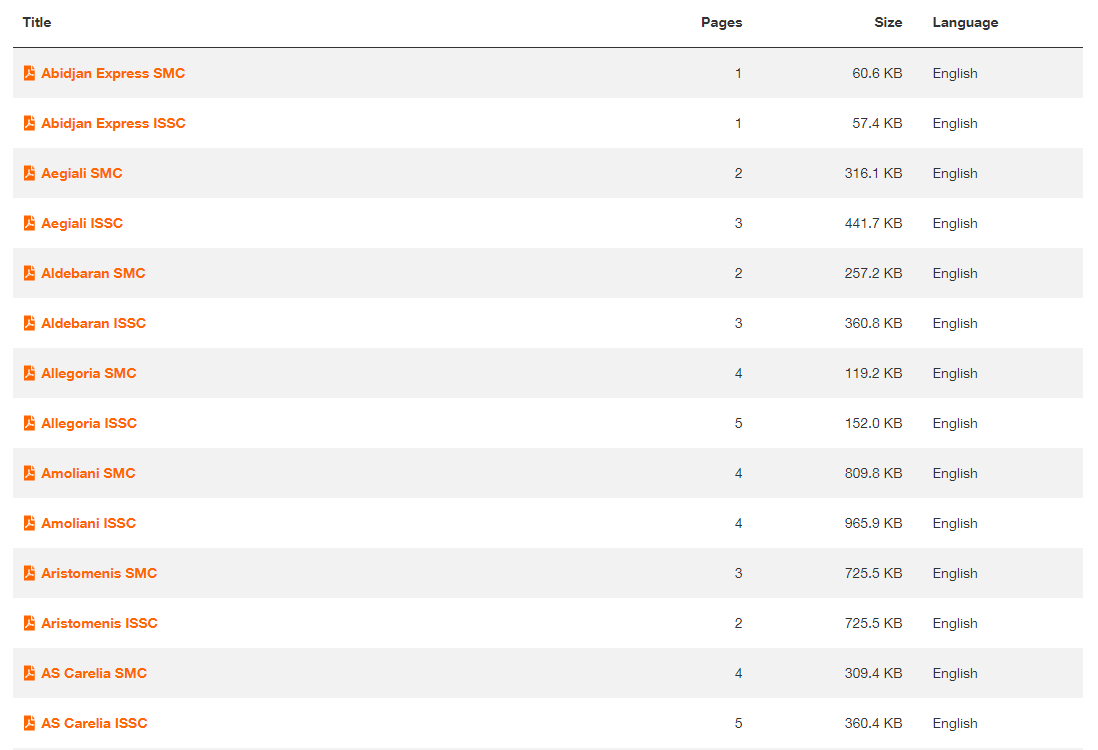 Title Pages Size Language
Abidjan Express SMC 1 60.6 KB English
Abidjan Express ISSC 1 57.4 KB English
Aegiali SMC 2 316.1 KB English
Aegiali ISSC 3 441.7 KB English
Aldebaran SMC 2 257.2 KB English
Aldebaran ISSC 3 360.8 KB English
Allegoria SMC 4 119.2 KB English
Allegoria ISSC 5 152.0 KB English
Amoliani SMC 4 809.8 KB English
Amoliani ISSC 4 965.9 KB English
Aristomenis SMC 3 725.5 KB English
Aristomenis ISSC 2 725.5 KB English
AS Carelia SMC 4 309.4 KB English
AS Carelia ISSC 5 360.4 KB English